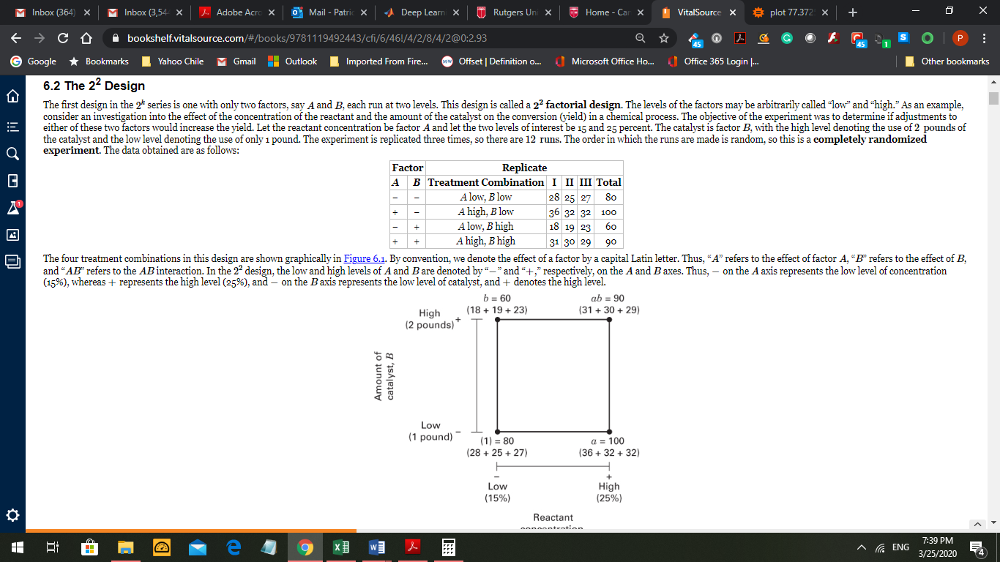 Inbox (364)
Inbox (3,54
Adobe Acro
Mail - Patric
Deep Learn
Rutgers Un
Home - Car
VitalSource
plot 77.372
bookshelf.vitalsource.com/#/books/9781119492443/cfi/6/46!/4/2/8/4/2@0:2.93
45
45
1
P
Google
Bookmarks
Yahoo Chile
Gmail
Outlook
Imported From Fire...
Offset | Definition o...
Microsoft Office Ho...
Office 365 Login |...
Other bookmarks
6.2 The 2² Design
The first design in the 2ᵏ series is one with only two factors, say A and B, each run at two levels. This design is called a 2² factorial design. The levels of the factors may be arbitrarily called “low” and “high.” As an example,
consider an investigation into the effect of the concentration of the reactant and the amount of the catalyst on the conversion (yield) in a chemical process. The objective of the experiment was to determine if adjustments to
either of these two factors would increase the yield. Let the reactant concentration be factor A and let the two levels of interest be 15 and 25 percent. The catalyst is factor B, with the high level denoting the use of 2 pounds of
the catalyst and the low level denoting the use of only 1 pound. The experiment is replicated three times, so there are 12 runs. The order in which the runs are made is random, so this is a completely randomized
experiment. The data obtained are as follows:
Factor Replicate
A B Treatment Combination I II III Total
− − A low, B low 28 25 27 80
+ − A high, B low 36 32 32 100
− + A low, B high 18 19 23 60
+ + A high, B high 31 30 29 90
The four treatment combinations in this design are shown graphically in Figure 6.1. By convention, we denote the effect of a factor by a capital Latin letter. Thus, “A” refers to the effect of factor A, “B” refers to the effect of B,
and “AB” refers to the AB interaction. In the 2² design, the low and high levels of A and B are denoted by “−” and “+,” respectively, on the A and B axes. Thus, − on the A axis represents the low level of concentration
(15%), whereas + represents the high level (25%), and − on the B axis represents the low level of catalyst, and + denotes the high level.
b = 60 ab = 90
(18 + 19 + 23) (31 + 30 + 29)
High +
(2 pounds)
Amount of
catalyst, B
Low −
(1 pound)
(1) = 80 a = 100
(28 + 25 + 27) (36 + 32 + 32)
− +
Low High
(15%) (25%)
Reactant
concentration
ENG
7:39 PM
3/25/2020
4